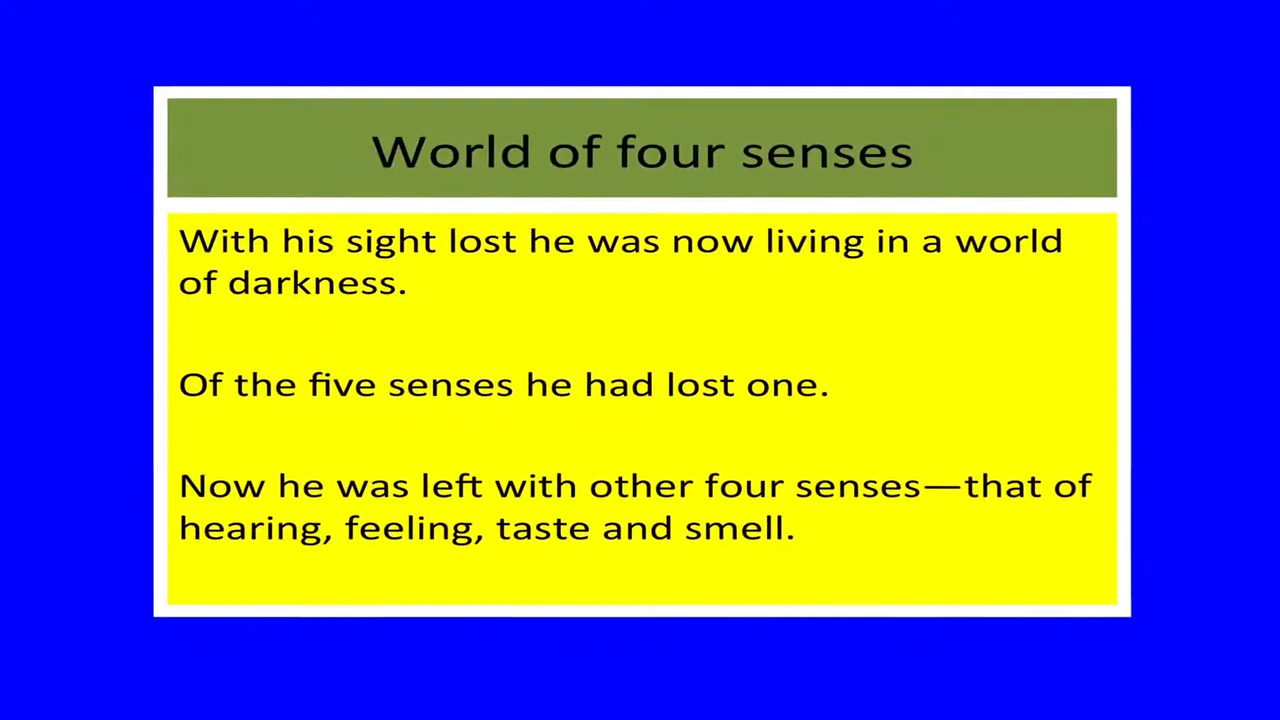 World of four senses
With his sight lost he was now living in a world
of darkness.
Of the five senses he had lost one.
Now he was left with other four senses—that of
hearing, feeling, taste and smell.